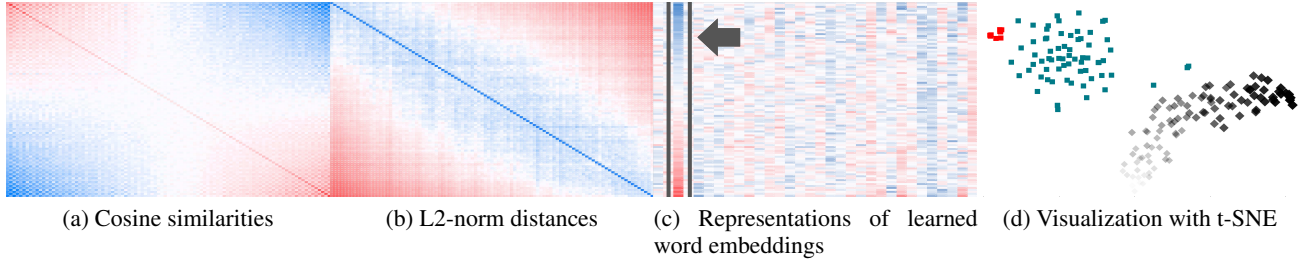 (a) Cosine similarities
(b) L2-norm distances
(c) Representations of learned
word embeddings
(d) Visualization with t-SNE